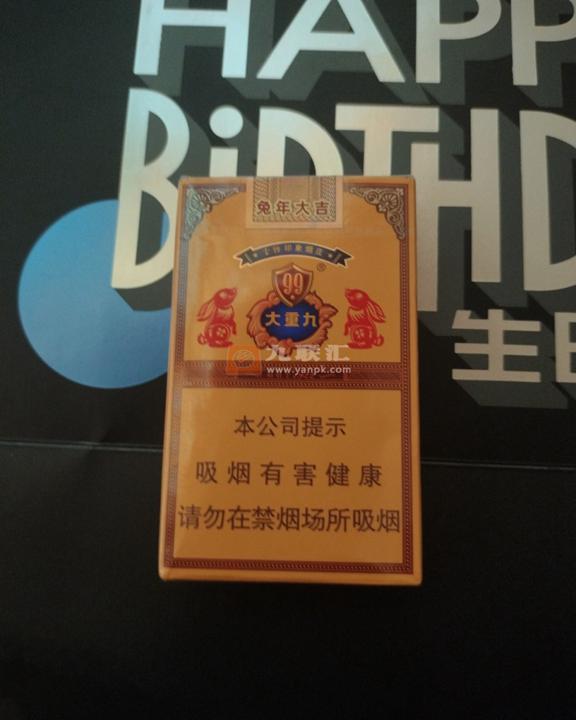 HAPP
BiRTHD
生日
兔年大吉
99
®
大重九
九联汇
www.yanpk.com
本公司提示
吸烟有害健康
请勿在禁烟场所吸烟